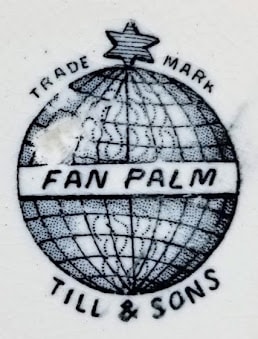 TRADE MARK
FAN PALM
TILL & SONS